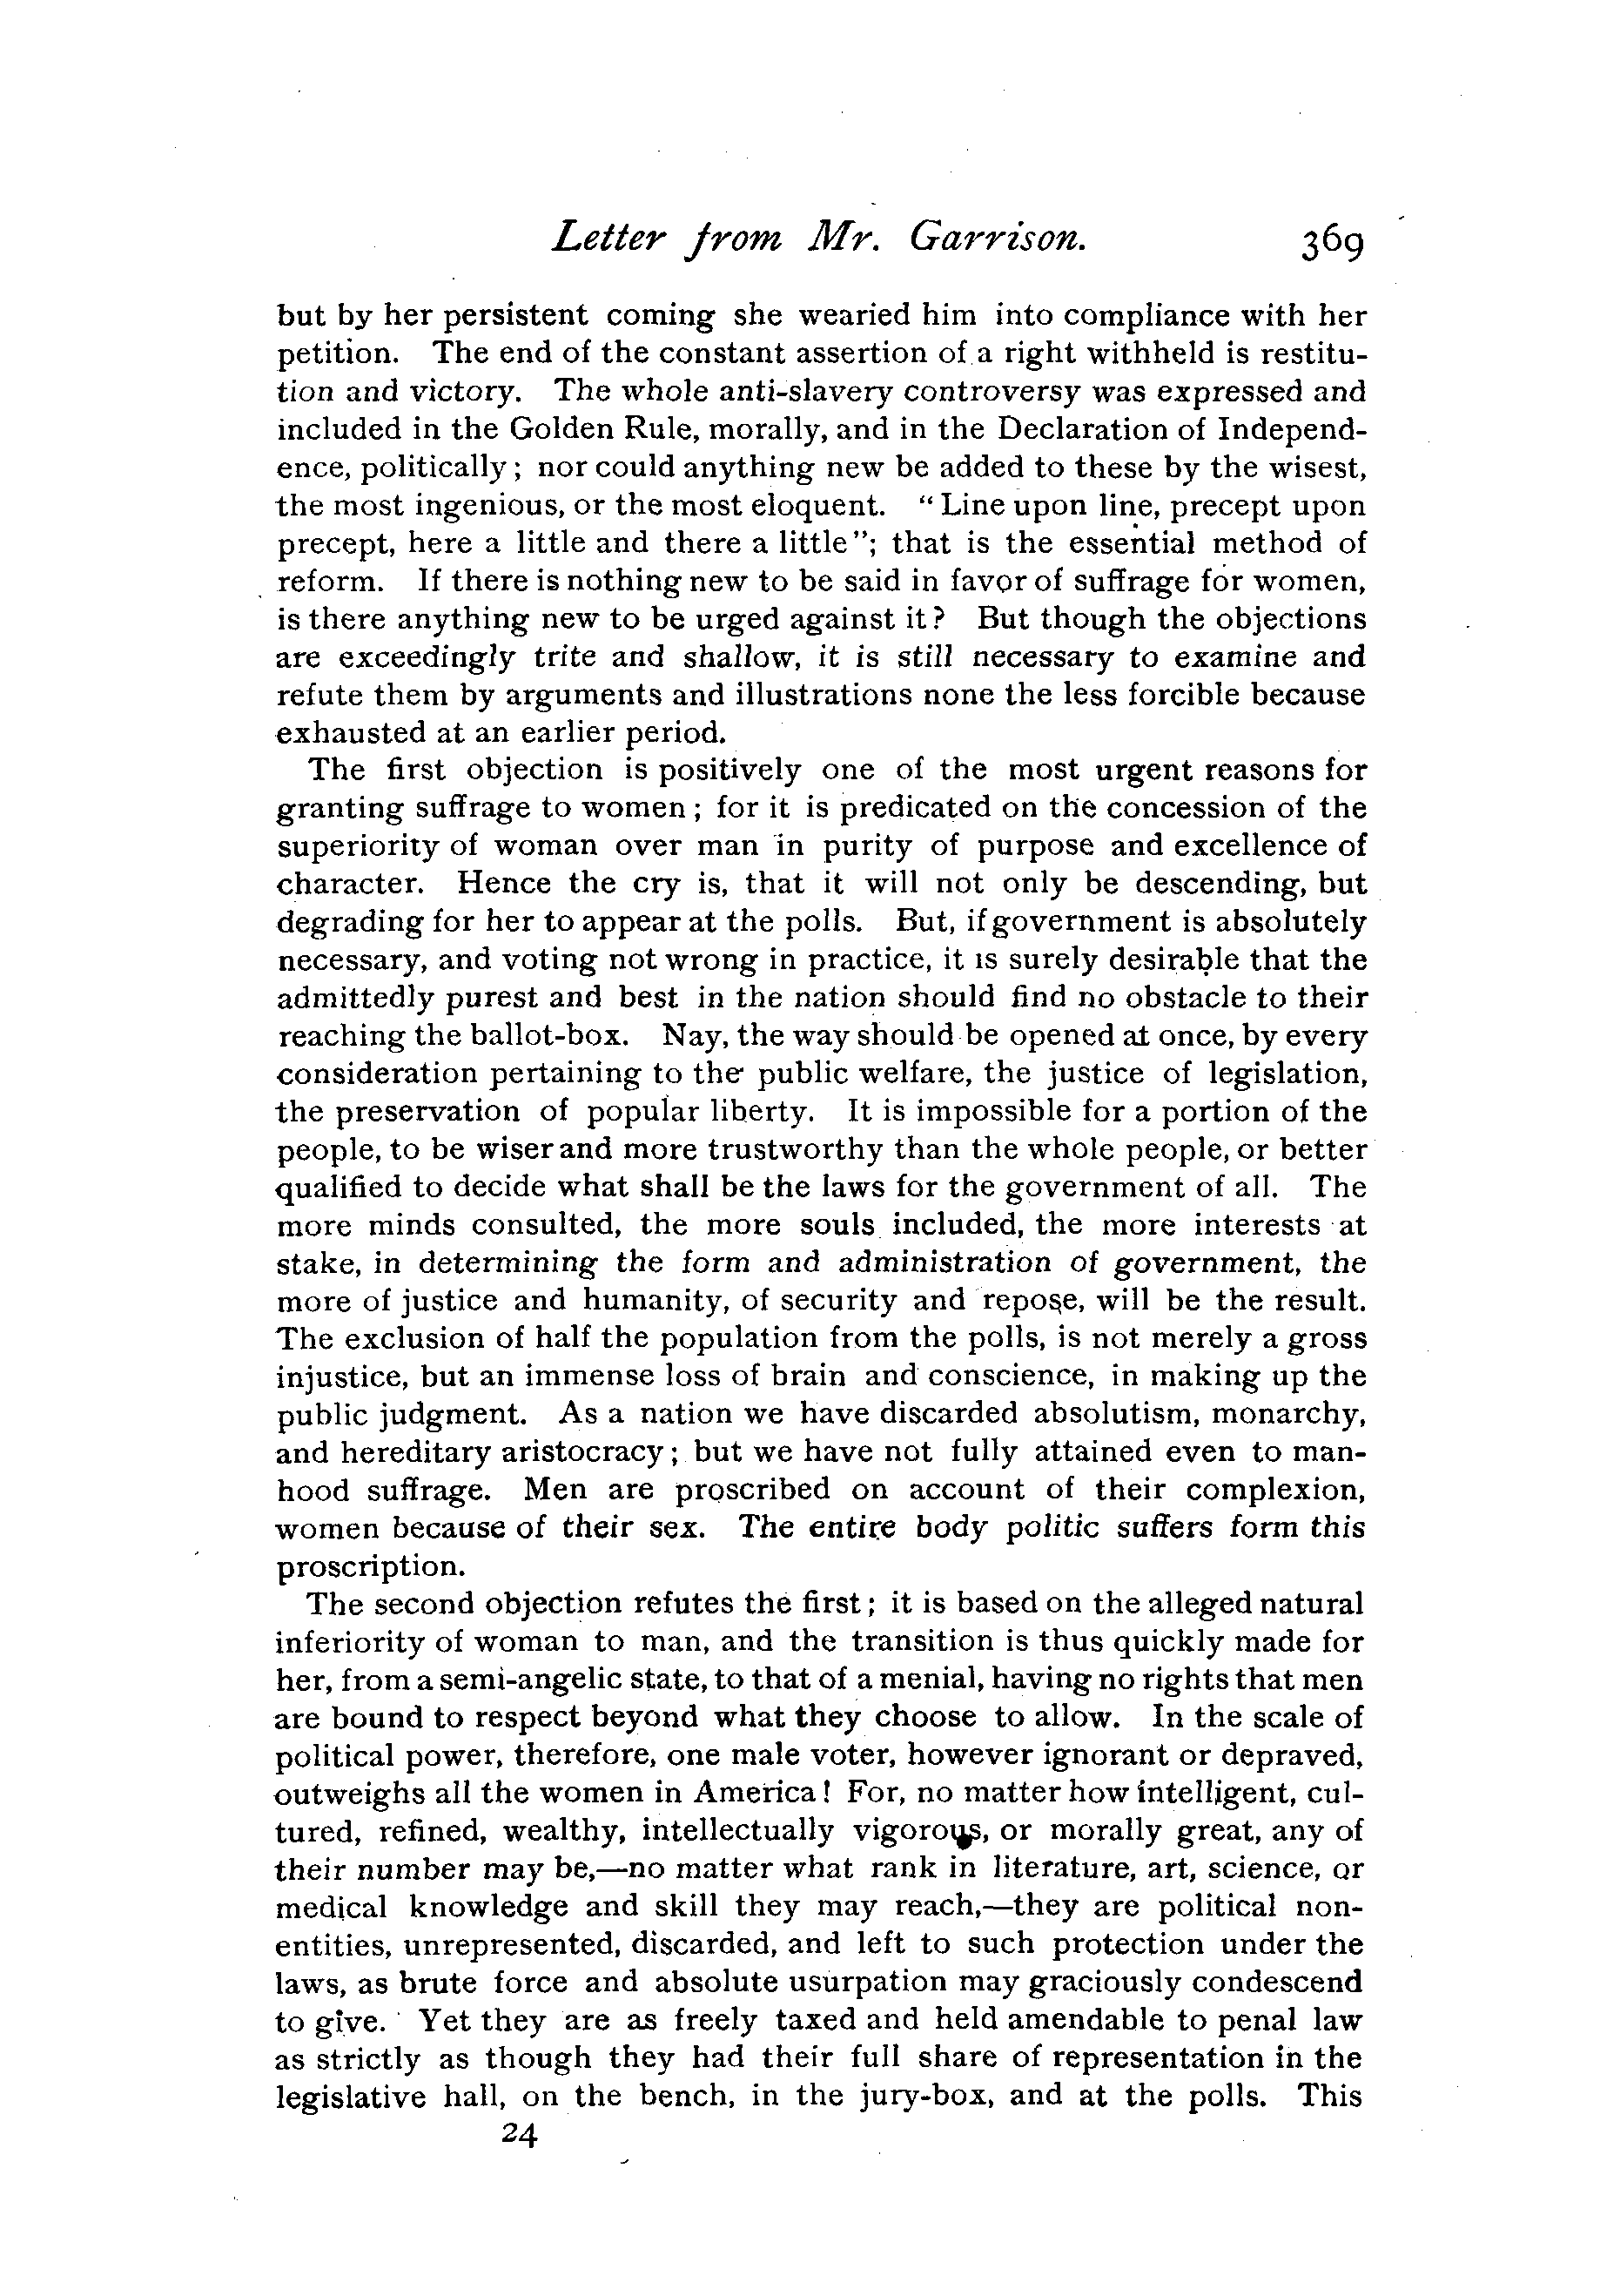 Letter from Mr. Garrison. 369
but by her persistent coming she wearied him into compliance with her
petition. The end of the constant assertion of a right withheld is restitu-
tion and victory. The whole anti-slavery controversy was expressed and
included in the Golden Rule, morally, and in the Declaration of Independ-
ence, politically; nor could anything new be added to these by the wisest,
the most ingenious, or the most eloquent. "Line upon line, precept upon
precept, here a little and there a little"; that is the essential method of
reform. If there is nothing new to be said in favor of suffrage for women,
is there anything new to be urged against it? But though the objections
are exceedingly trite and shallow, it is still necessary to examine and
refute them by arguments and illustrations none the less forcible because
exhausted at an earlier period.
The first objection is positively one of the most urgent reasons for
granting suffrage to women; for it is predicated on the concession of the
superiority of woman over man in purity of purpose and excellence of
character. Hence the cry is, that it will not only be descending, but
degrading for her to appear at the polls. But, if government is absolutely
necessary, and voting not wrong in practice, it is surely desirable that the
admittedly purest and best in the nation should find no obstacle to their
reaching the ballot-box. Nay, the way should be opened at once, by every
consideration pertaining to the public welfare, the justice of legislation,
the preservation of popular liberty. It is impossible for a portion of the
people, to be wiser and more trustworthy than the whole people, or better
qualified to decide what shall be the laws for the government of all. The
more minds consulted, the more souls included, the more interests at
stake, in determining the form and administration of government, the
more of justice and humanity, of security and repose, will be the result.
The exclusion of half the population from the polls, is not merely a gross
injustice, but an immense loss of brain and conscience, in making up the
public judgment. As a nation we have discarded absolutism, monarchy,
and hereditary aristocracy; but we have not fully attained even to man-
hood suffrage. Men are proscribed on account of their complexion,
women because of their sex. The entire body politic suffers form this
proscription.
The second objection refutes the first; it is based on the alleged natural
inferiority of woman to man, and the transition is thus quickly made for
her, from a semi-angelic state, to that of a menial, having no rights that men
are bound to respect beyond what they choose to allow. In the scale of
political power, therefore, one male voter, however ignorant or depraved,
outweighs all the women in America! For, no matter how intelligent, cul-
tured, refined, wealthy, intellectually vigorous, or morally great, any of
their number may be,—no matter what rank in literature, art, science, or
medical knowledge and skill they may reach,—they are political non-
entities, unrepresented, discarded, and left to such protection under the
laws, as brute force and absolute usurpation may graciously condescend
to give. Yet they are as freely taxed and held amendable to penal law
as strictly as though they had their full share of representation in the
legislative hall, on the bench, in the jury-box, and at the polls. This
24